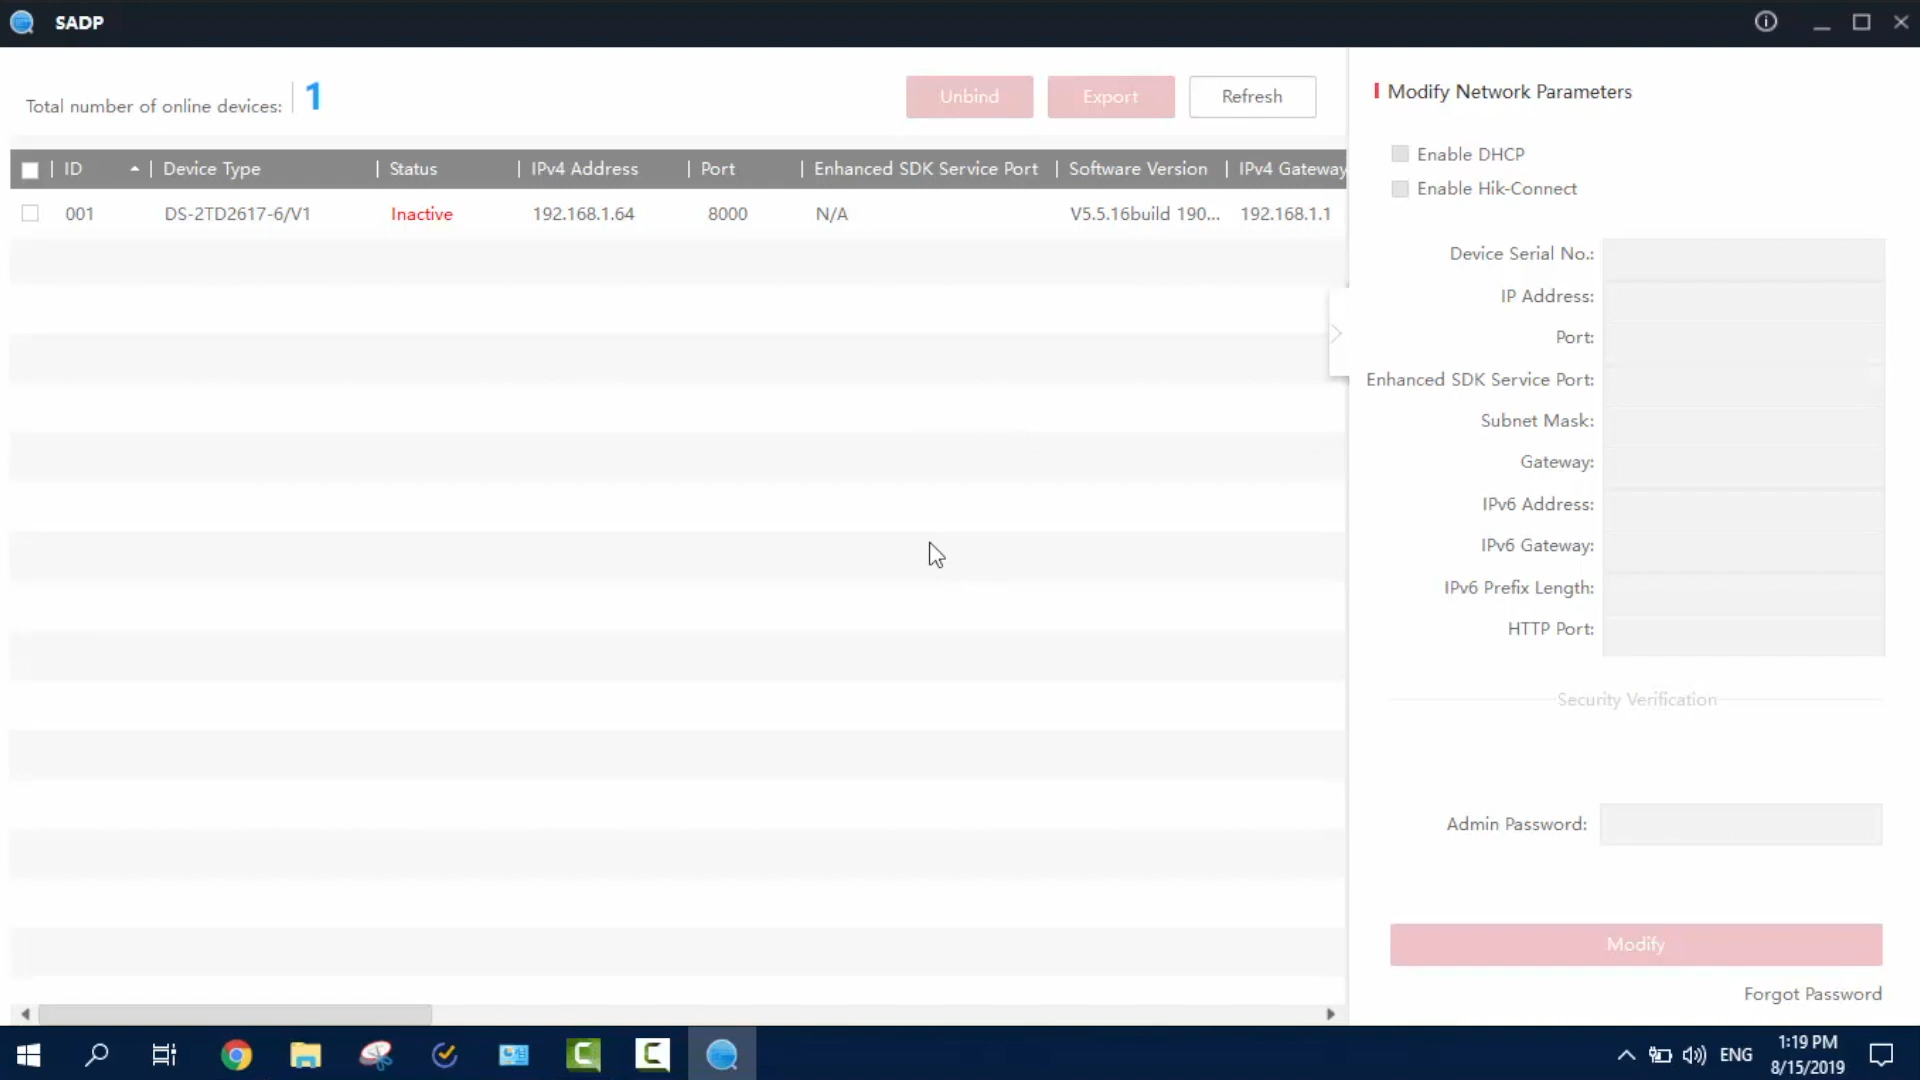 SADP
Total number of online devices: 1
Unbind
Export
Refresh
ID Device Type Status IPv4 Address Port Enhanced SDK Service Port Software Version IPv4 Gateway
001 DS-2TD2617-6/V1 Inactive 192.168.1.64 8000 N/A V5.5.16build 190... 192.168.1.1
Modify Network Parameters
Enable DHCP
Enable Hik-Connect
Device Serial No.:
IP Address:
Port:
Enhanced SDK Service Port:
Subnet Mask:
Gateway:
IPv6 Address:
IPv6 Gateway:
IPv6 Prefix Length:
HTTP Port:
Security Verification
Admin Password:
Modify
Forgot Password
ENG
1:19 PM
8/15/2019